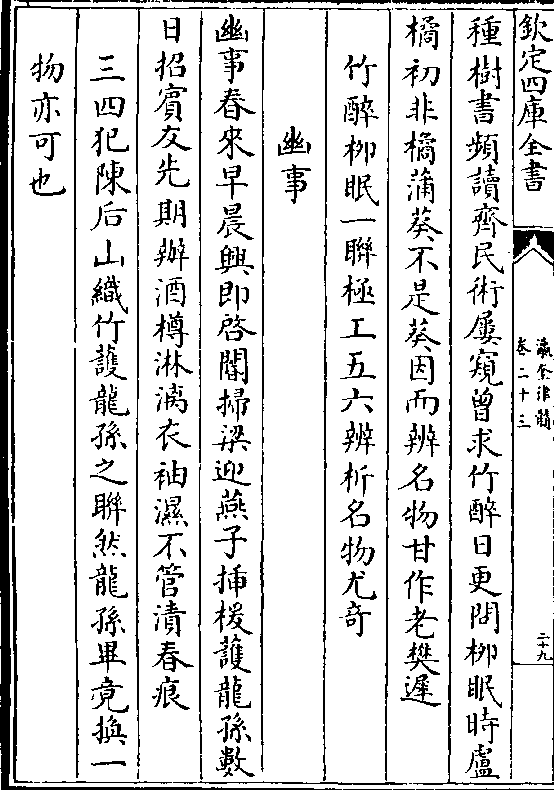 欽定四庫全書
瀛奎律髓
卷二十三
二十九
種樹書頻讀齊民術屢窺曾求竹醉日更問柳眠時盧
橘初非橘蒲葵不是葵因而辨名物甘作老樊遲
竹醉柳眠一聯極工五六辨析名物尤竒
幽事
幽事春來早晨興即啓閽掃梁迎燕子挿楥護龍孫數
日招賓友先期辦酒樽淋漓衣袖濕不管漬春痕
三四犯陳后山織竹護龍孫之聯然龍孫畢竟換一
物亦可也